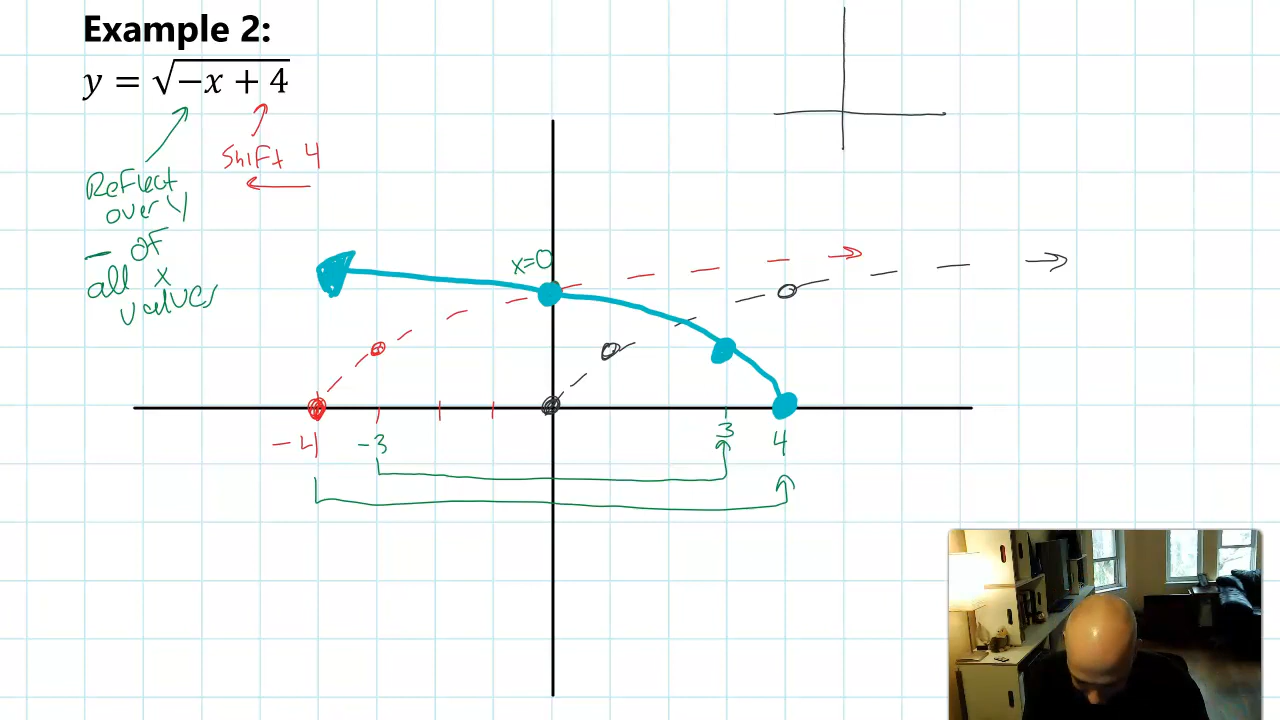 Example 2:
y = √(−x + 4)
Shift 4
Reflect
over y
– of
all x
values
x=0
-4
-3
3
4